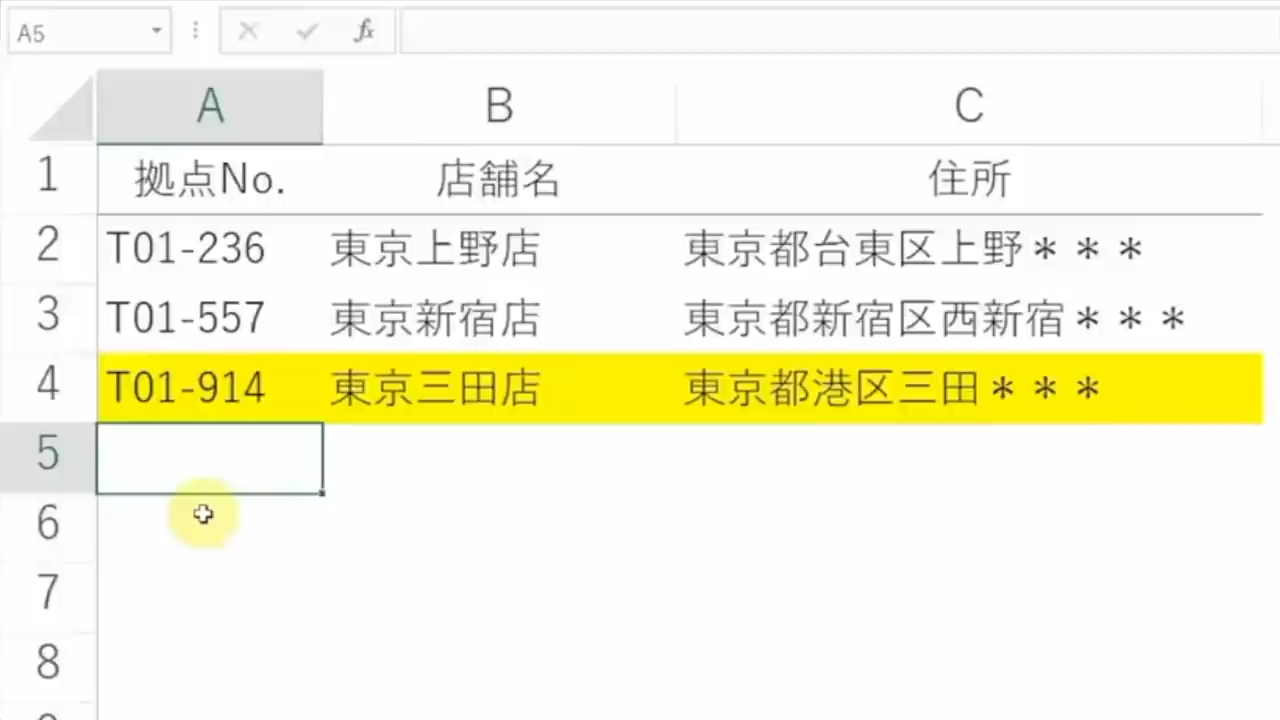 A5 fx
A B C
1 拠点No. 店舗名 住所
2 T01-236 東京上野店 東京都台東区上野＊＊＊
3 T01-557 東京新宿店 東京都新宿区西新宿＊＊＊
4 T01-914 東京三田店 東京都港区三田＊＊＊
5
6
7
8